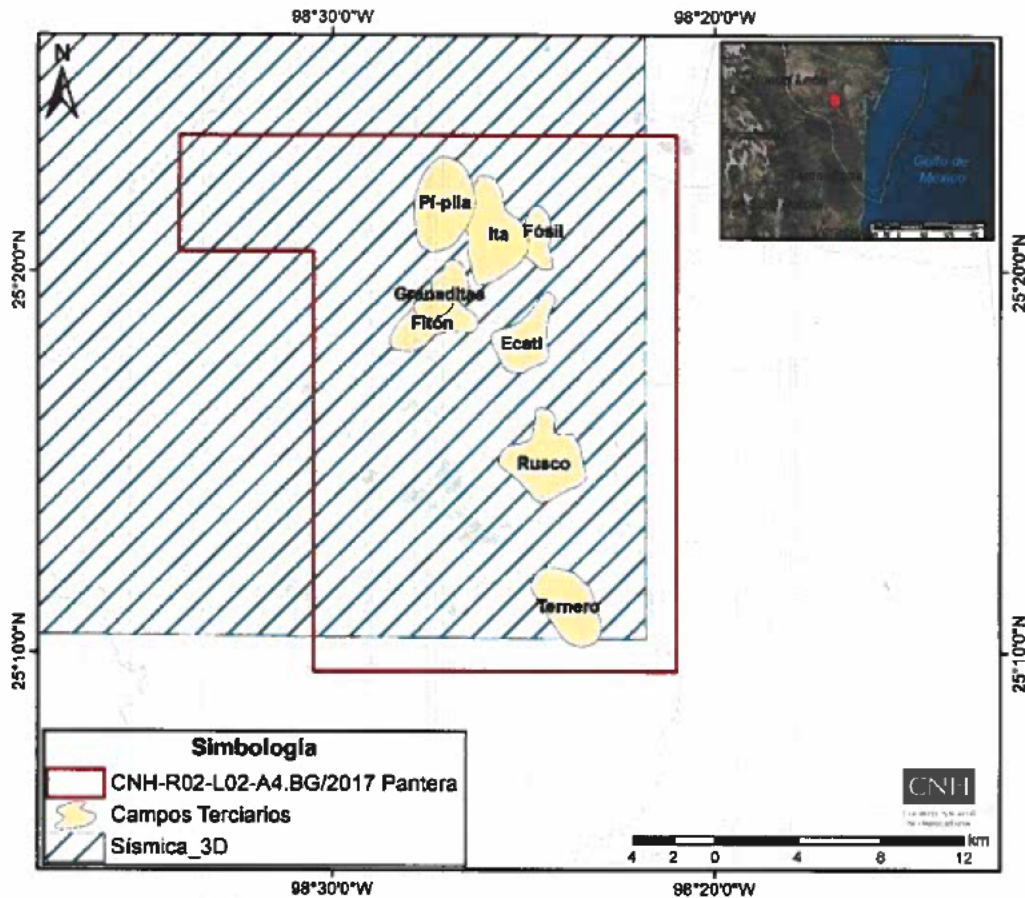 98°30'0"W
98°20'0"W
N
Golfo de
México
Pí-pila
Ita
Fósil
25°20'0"N
25°20'0"N
Granaditas
Fitón
Ecatl
Rusco
Ternero
25°10'0"N
25°10'0"N
Simbología
CNH-R02-L02-A4.BG/2017 Pantera
Campos Terciarios
Sísmica_3D
CNH
4 2 0 4 8 12 km
98°30'0"W
98°20'0"W